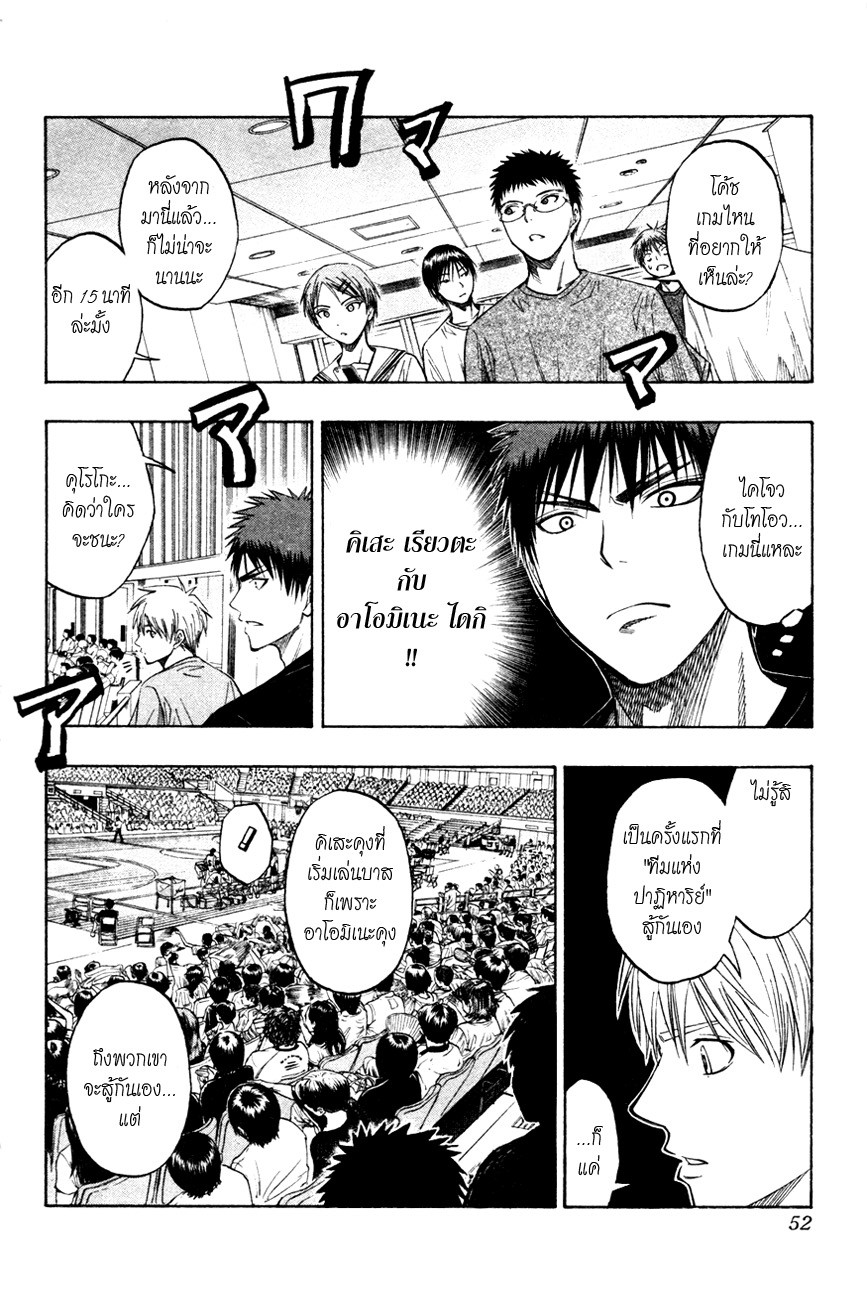 ワァ
โค้ช
เกมไหน
ที่อยากให้
เห็นล่ะ?
หลังจาก
มานี่แล้ว...
ก็ไม่น่าจะ
นานนะ
อีก 15 นาที
ล่ะมั้ง
ァ
ไคโจว
กับโทโอว...
เกมนี่แหละ
คิเสะ เรียวตะ
กับ
อาโอมิเนะ ไดกิ
!!
ァ
คุโรโกะ...
คิดว่าใคร
จะชนะ?
ァ
ไม่รู้สิ
เป็นครั้งแรกที่
"ทีมแห่ง
ปาฏิหาริย์"
สู้กันเอง
...ก็
แค่
คิเสะคุงที่
เริ่มเล่นบาส
ก็เพราะ
อาโอมิเนะคุง
!
ถึงพวกเขา
จะสู้กันเอง...
แต่
52